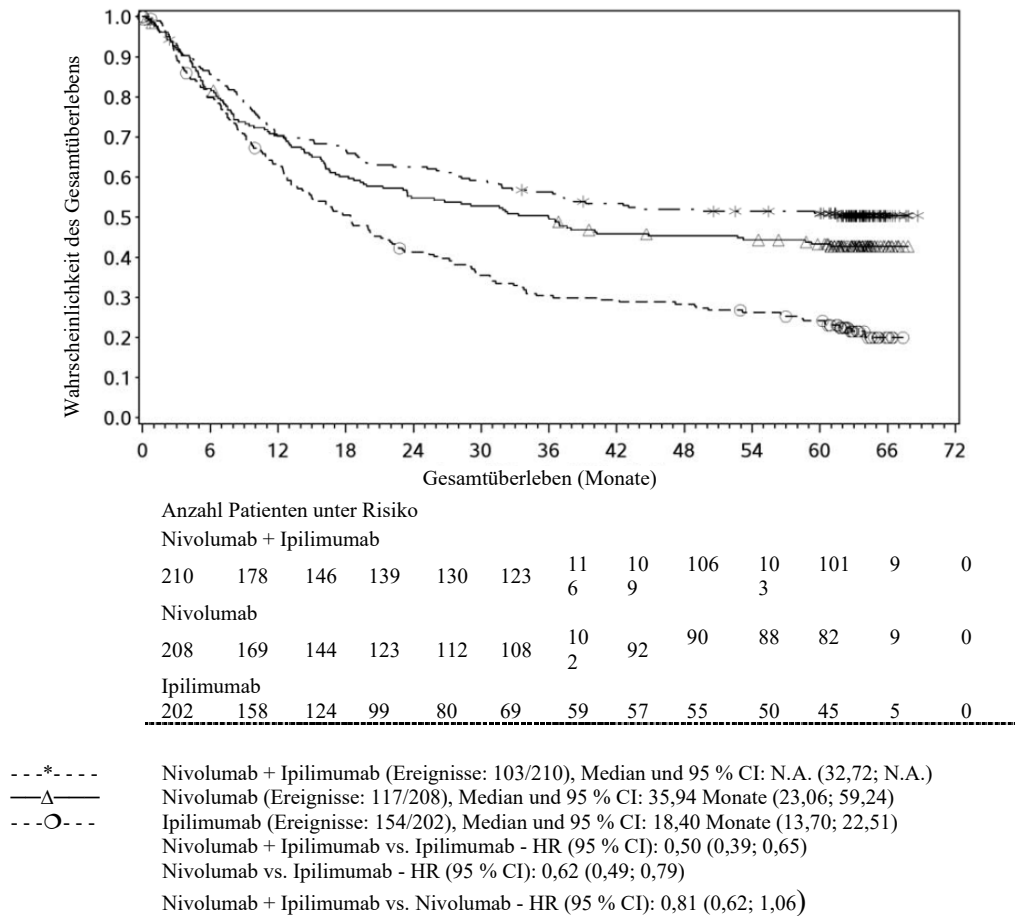 Wahrscheinlichkeit des Gesamtüberlebens
1.0
0.9
0.8
0.7
0.6
0.5
0.4
0.3
0.2
0.1
0.0
0 6 12 18 24 30 36 42 48 54 60 66 72
Gesamtüberleben (Monate)
Anzahl Patienten unter Risiko
Nivolumab + Ipilimumab
210 178 146 139 130 123 116 109 106 103 101 9 0
Nivolumab
208 169 144 123 112 108 102 92 90 88 82 9 0
Ipilimumab
202 158 124 99 80 69 59 57 55 50 45 5 0
- - -*- - - - Nivolumab + Ipilimumab (Ereignisse: 103/210), Median und 95 % CI: N.A. (32,72; N.A.)
——Δ—— Nivolumab (Ereignisse: 117/208), Median und 95 % CI: 35,94 Monate (23,06; 59,24)
- - -O- - - Ipilimumab (Ereignisse: 154/202), Median und 95 % CI: 18,40 Monate (13,70; 22,51)
Nivolumab + Ipilimumab vs. Ipilimumab - HR (95 % CI): 0,50 (0,39; 0,65)
Nivolumab vs. Ipilimumab - HR (95 % CI): 0,62 (0,49; 0,79)
Nivolumab + Ipilimumab vs. Nivolumab - HR (95 % CI): 0,81 (0,62; 1,06)